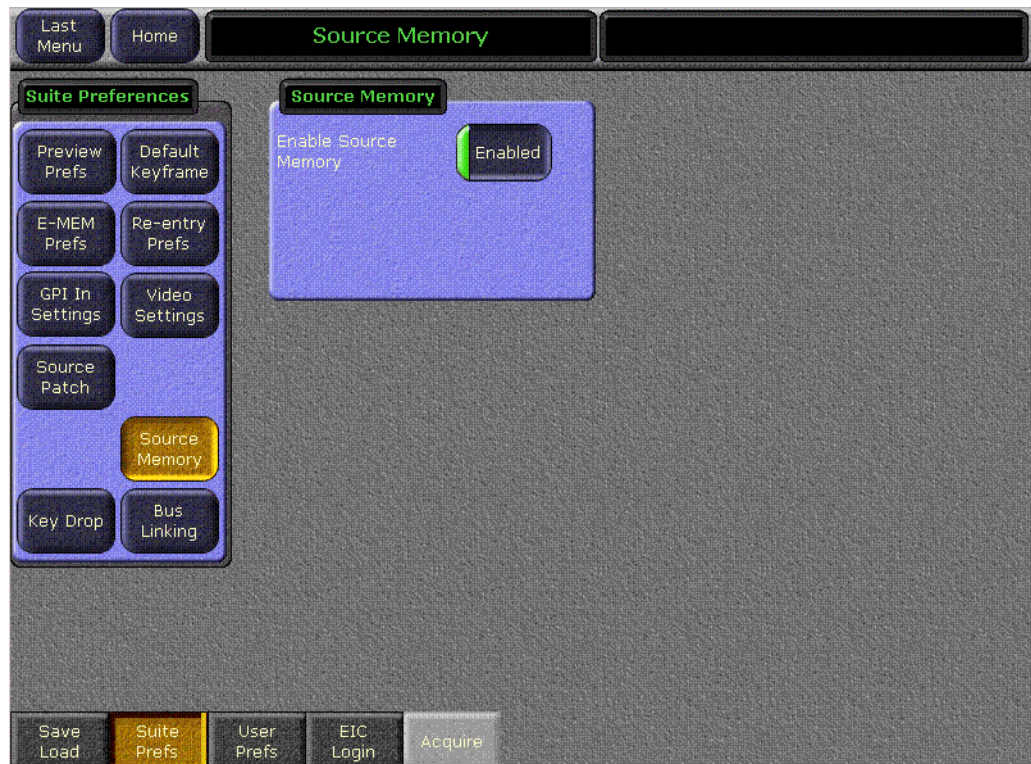 Last
Menu
Home
Source Memory
Suite Preferences
Source Memory
Preview
Prefs
Default
Keyframe
E-MEM
Prefs
Re-entry
Prefs
GPI In
Settings
Video
Settings
Source
Patch
Source
Memory
Key Drop
Bus
Linking
Enable Source
Memory
Enabled
Save
Load
Suite
Prefs
User
Prefs
EIC
Login
Acquire